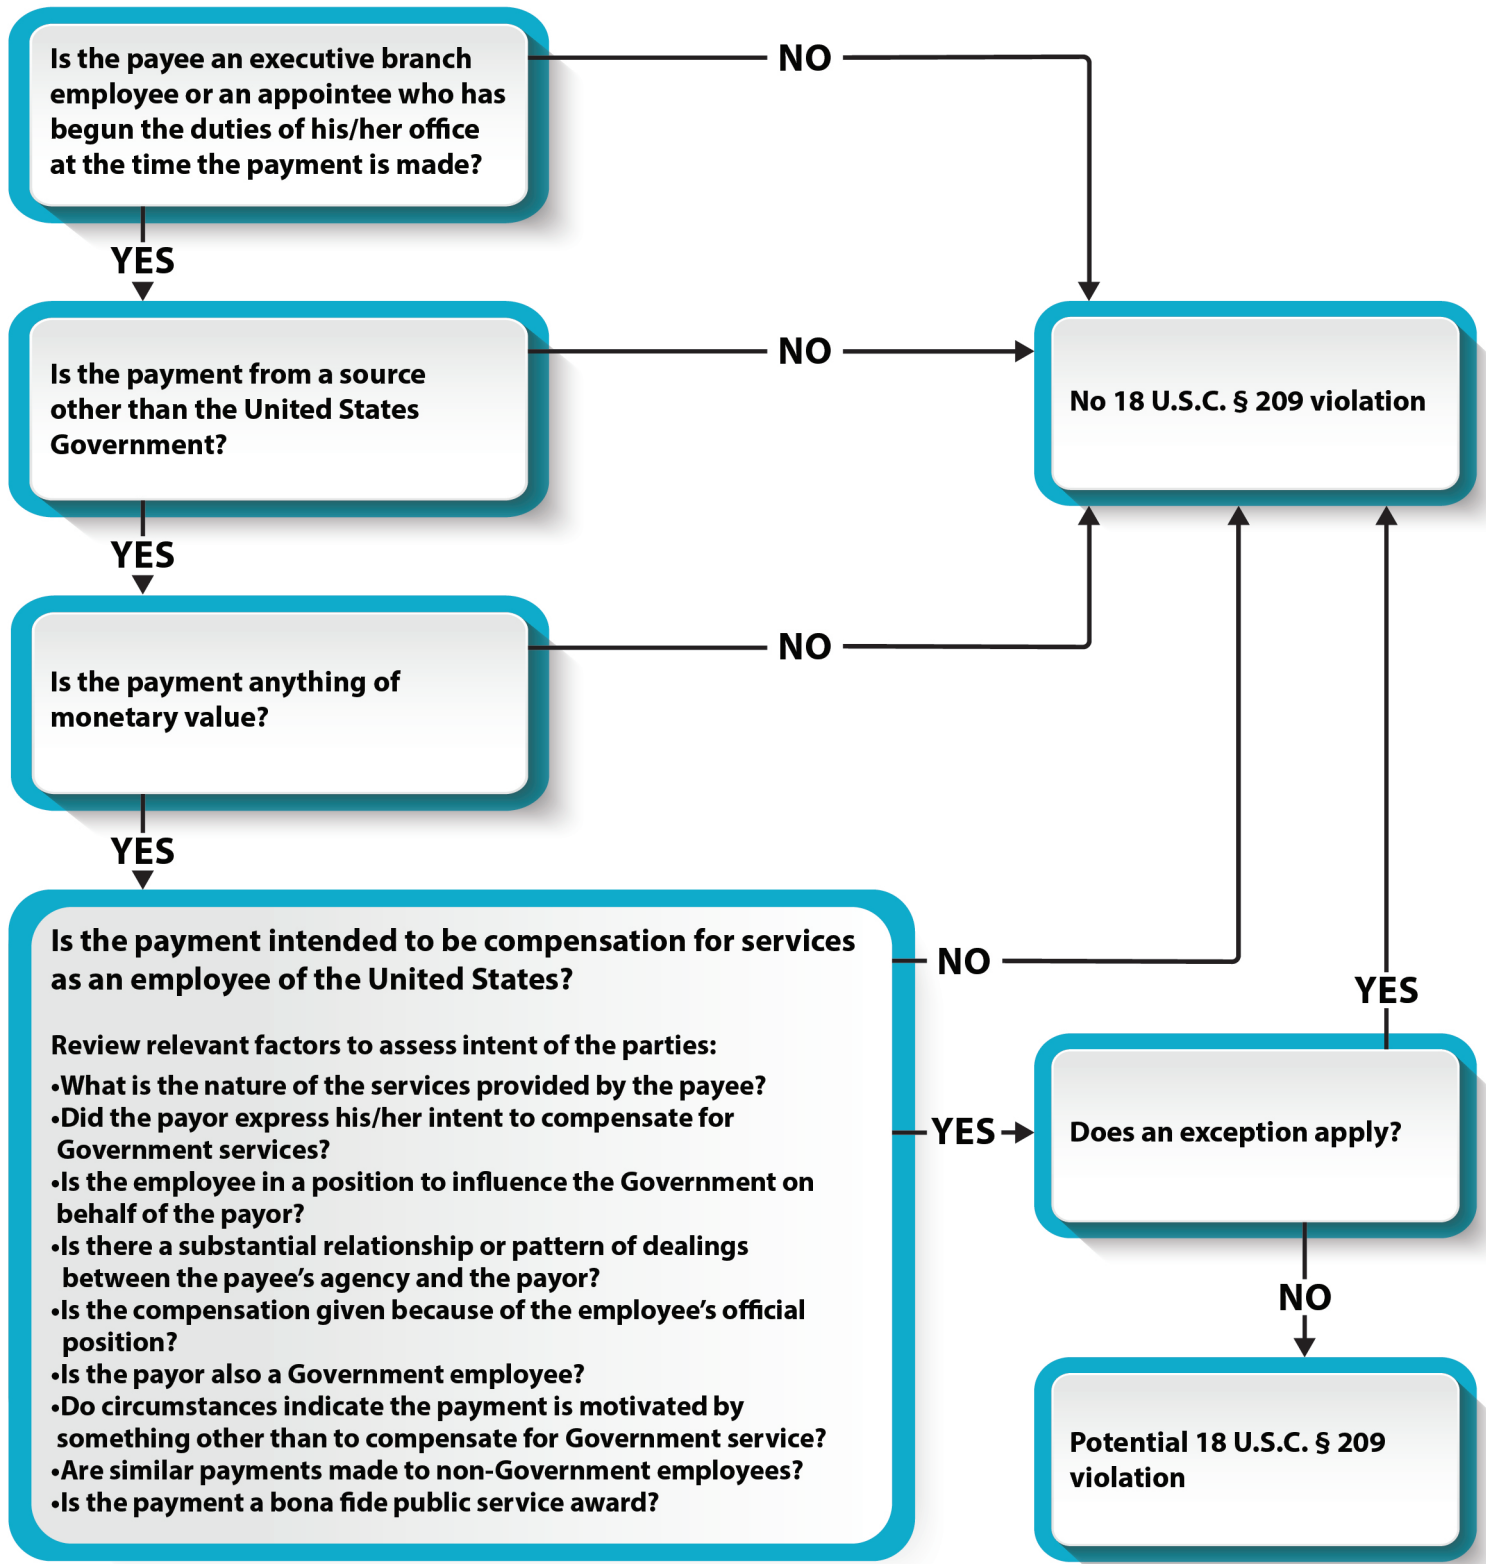 Is the payee an executive branch
employee or an appointee who has
begun the duties of his/her office
at the time the payment is made?
NO
YES
Is the payment from a source
other than the United States
Government?
NO
No 18 U.S.C. § 209 violation
YES
Is the payment anything of
monetary value?
NO
YES
Is the payment intended to be compensation for services
as an employee of the United States?
Review relevant factors to assess intent of the parties:
•What is the nature of the services provided by the payee?
•Did the payor express his/her intent to compensate for
Government services?
•Is the employee in a position to influence the Government on
behalf of the payor?
•Is there a substantial relationship or pattern of dealings
between the payee's agency and the payor?
•Is the compensation given because of the employee's official
position?
•Is the payor also a Government employee?
•Do circumstances indicate the payment is motivated by
something other than to compensate for Government service?
•Are similar payments made to non-Government employees?
•Is the payment a bona fide public service award?
NO
YES
YES
Does an exception apply?
NO
Potential 18 U.S.C. § 209
violation